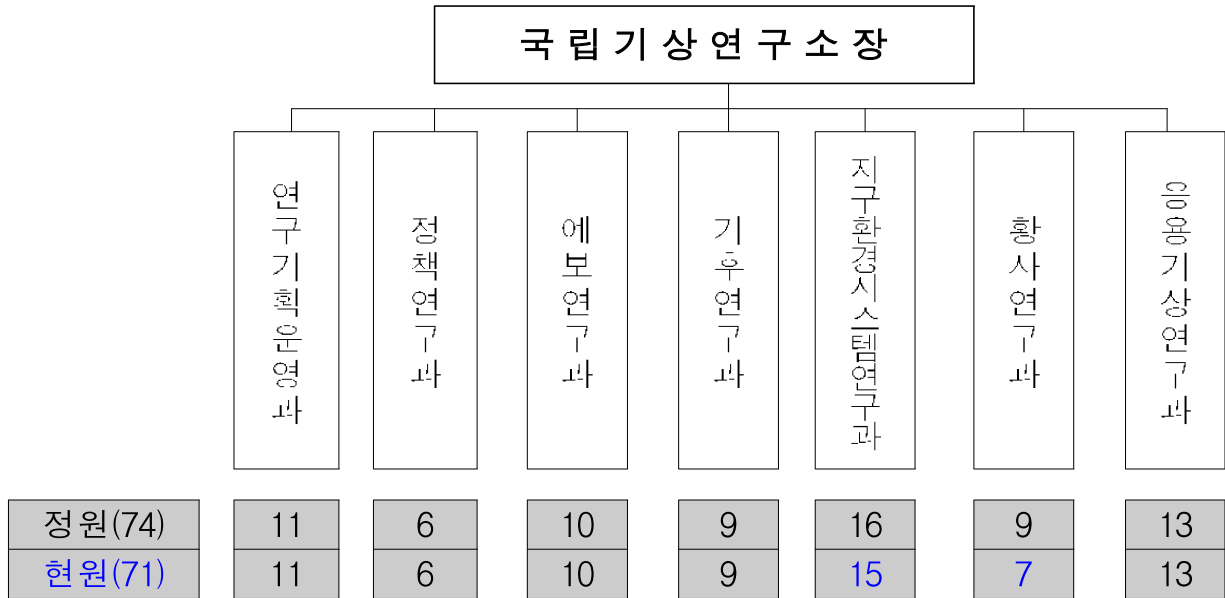 국립기상연구소장
연구기획운영과
정책연구과
예보연구과
기후연구과
지구환경시스템연구과
황사연구과
응용기상연구과
정원(74) 11 6 10 9 16 9 13
현원(71) 11 6 10 9 15 7 13